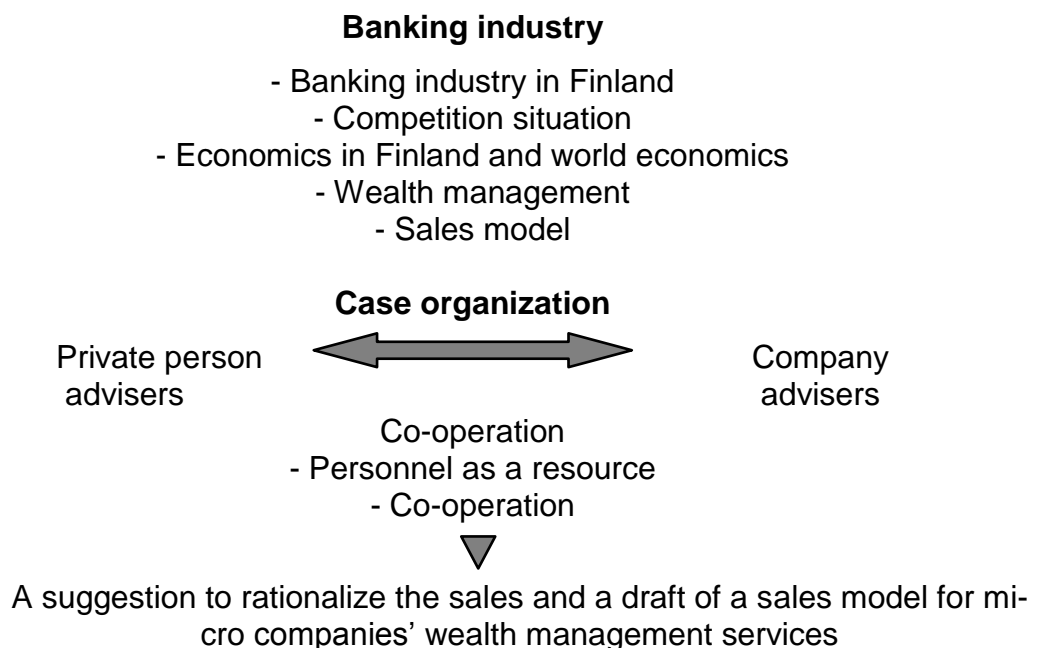 Banking industry
- Banking industry in Finland
- Competition situation
- Economics in Finland and world economics
- Wealth management
- Sales model
Case organization
Private person
advisers
Company
advisers
Co-operation
- Personnel as a resource
- Co-operation
A suggestion to rationalize the sales and a draft of a sales model for mi-
cro companies’ wealth management services